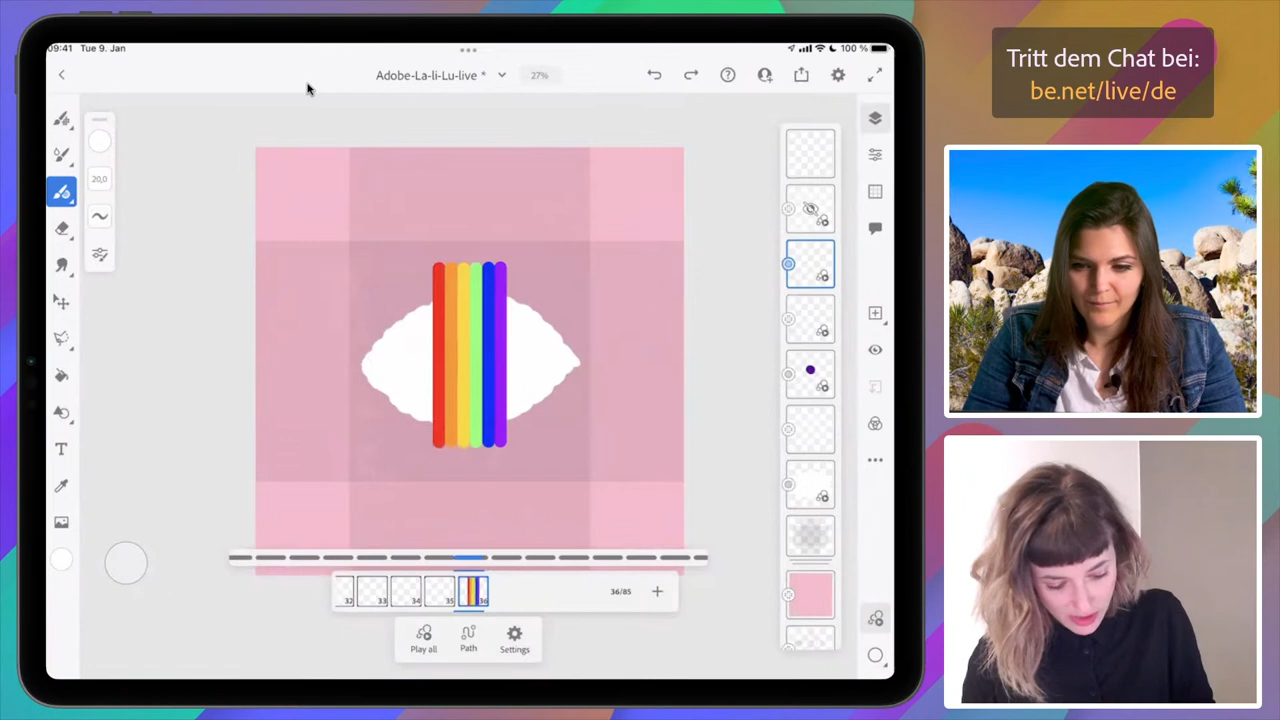 09:41 Tue 9. Jan
100 %
Adobe-La-li-Lu-live *
27%
20,0
T
32
33
34
35
36
36/85
Play all
Path
Settings
Tritt dem Chat bei:
be.net/live/de